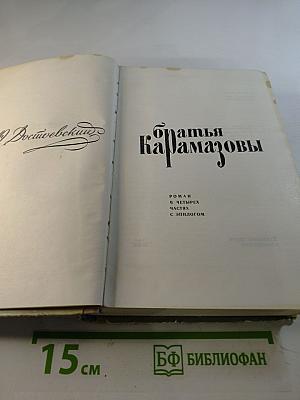 Достоевский
братья
Карамазовы
РОМАН
В ЧЕТЫРЕХ
ЧАСТЯХ
С ЭПИЛОГОМ
15 см
БФ БИБЛИОФАН